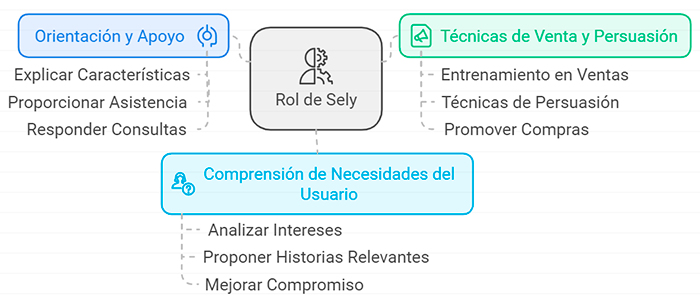 Orientación y Apoyo
Explicar Características
Proporcionar Asistencia
Responder Consultas
Rol de Sely
Técnicas de Venta y Persuasión
Entrenamiento en Ventas
Técnicas de Persuasión
Promover Compras
Comprensión de Necesidades del
Usuario
Analizar Intereses
Proponer Historias Relevantes
Mejorar Compromiso